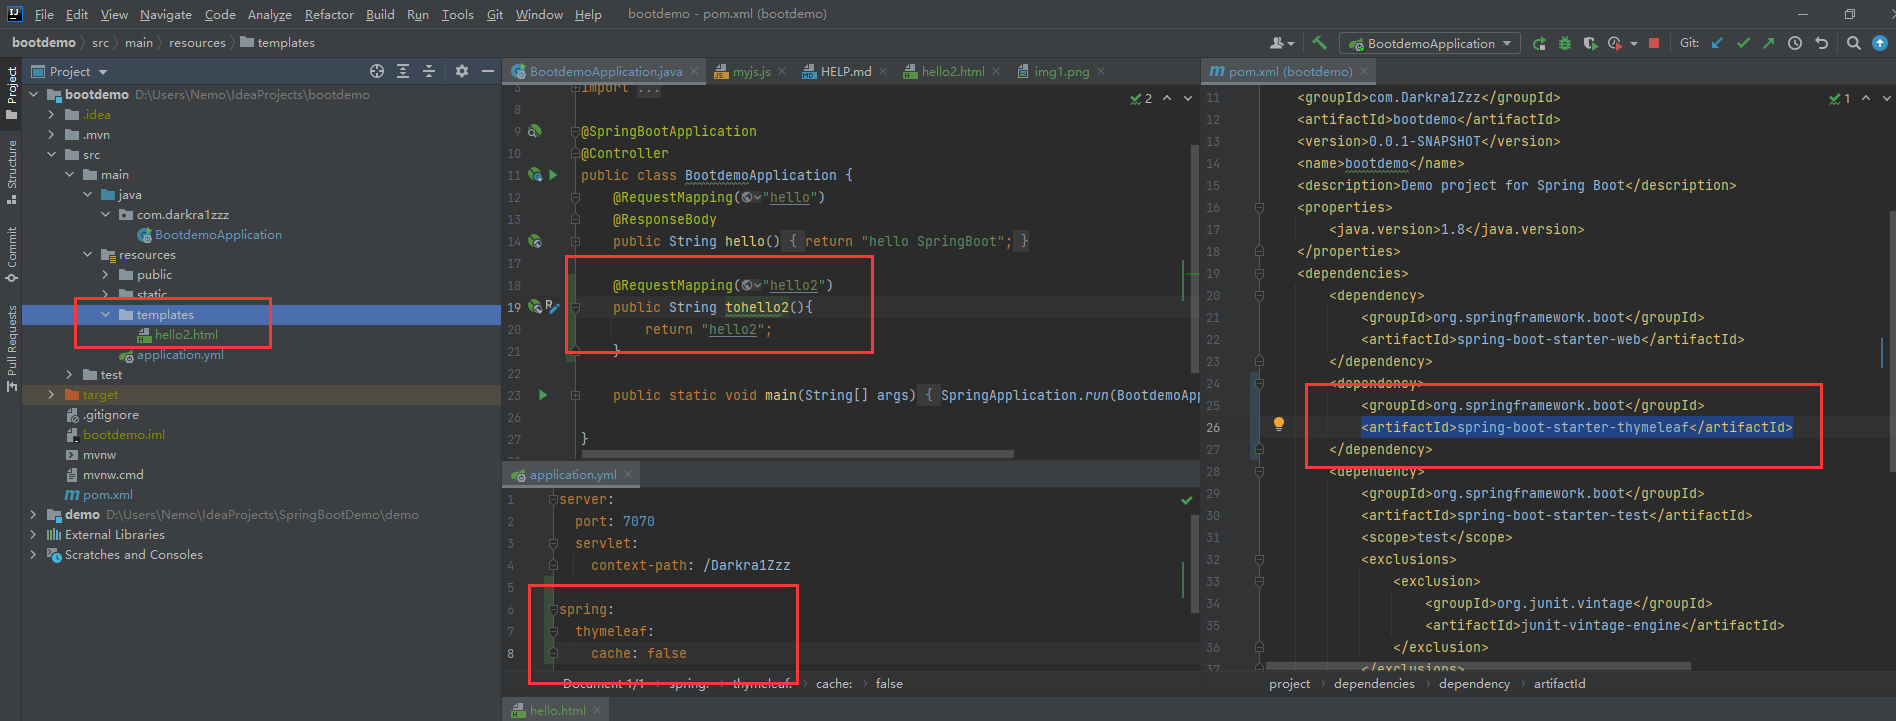 File Edit View Navigate Code Analyze Refactor Build Run Tools Git Window Help bootdemo - pom.xml (bootdemo)
bootdemo src main resources templates
BootdemoApplication Git:
Project
bootdemo D:\Users\Nemo\IdeaProjects\bootdemo
.idea
.mvn
src
main
java
com.darkra1zzz
BootdemoApplication
resources
public
static
templates
hello2.html
application.yml
test
target
.gitignore
bootdemo.iml
mvnw
mvnw.cmd
pom.xml
demo D:\Users\Nemo\IdeaProjects\SpringBootDemo\demo
External Libraries
Scratches and Consoles
Project
Structure
Commit
Pull Requests
BootdemoApplication.java myjs.js HELP.md hello2.html img1.png
3 import ...
8
9 @SpringBootApplication
10 @Controller
11 public class BootdemoApplication {
12 @RequestMapping("hello")
13 @ResponseBody
14 public String hello() { return "hello SpringBoot"; }
17
18 @RequestMapping("hello2")
19 public String tohello2(){
20 return "hello2";
21 }
22
23 public static void main(String[] args) { SpringApplication.run(BootdemoApp
26
27 }
2
application.yml
1 server:
2 port: 7070
3 servlet:
4 context-path: /Darkra1Zzz
5
6 spring:
7 thymeleaf:
8 cache: false
Document 1/1 spring: thymeleaf: cache: false
hello.html
pom.xml (bootdemo)
1
11 <groupId>com.Darkra1Zzz</groupId>
12 <artifactId>bootdemo</artifactId>
13 <version>0.0.1-SNAPSHOT</version>
14 <name>bootdemo</name>
15 <description>Demo project for Spring Boot</description>
16 <properties>
17 <java.version>1.8</java.version>
18 </properties>
19 <dependencies>
20 <dependency>
21 <groupId>org.springframework.boot</groupId>
22 <artifactId>spring-boot-starter-web</artifactId>
23 </dependency>
24 <dependency>
25 <groupId>org.springframework.boot</groupId>
26 <artifactId>spring-boot-starter-thymeleaf</artifactId>
27 </dependency>
28 <dependency>
29 <groupId>org.springframework.boot</groupId>
30 <artifactId>spring-boot-starter-test</artifactId>
31 <scope>test</scope>
32 <exclusions>
33 <exclusion>
34 <groupId>org.junit.vintage</groupId>
35 <artifactId>junit-vintage-engine</artifactId>
36 </exclusion>
37 </exclusions>
project dependencies dependency artifactId